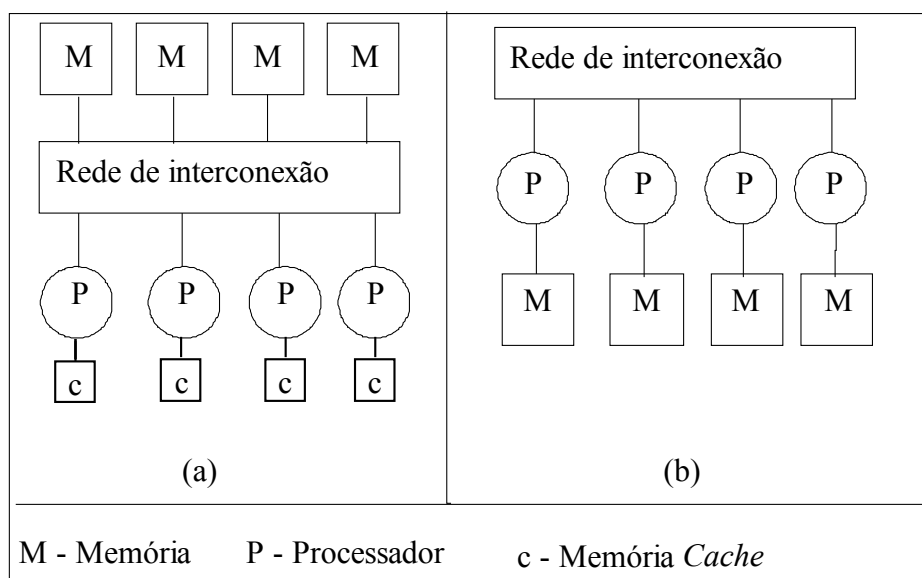 M M M M
Rede de interconexão
P P P P
c c c c
(a)
Rede de interconexão
P P P P
M M M M
(b)
M - Memória P - Processador c - Memória Cache